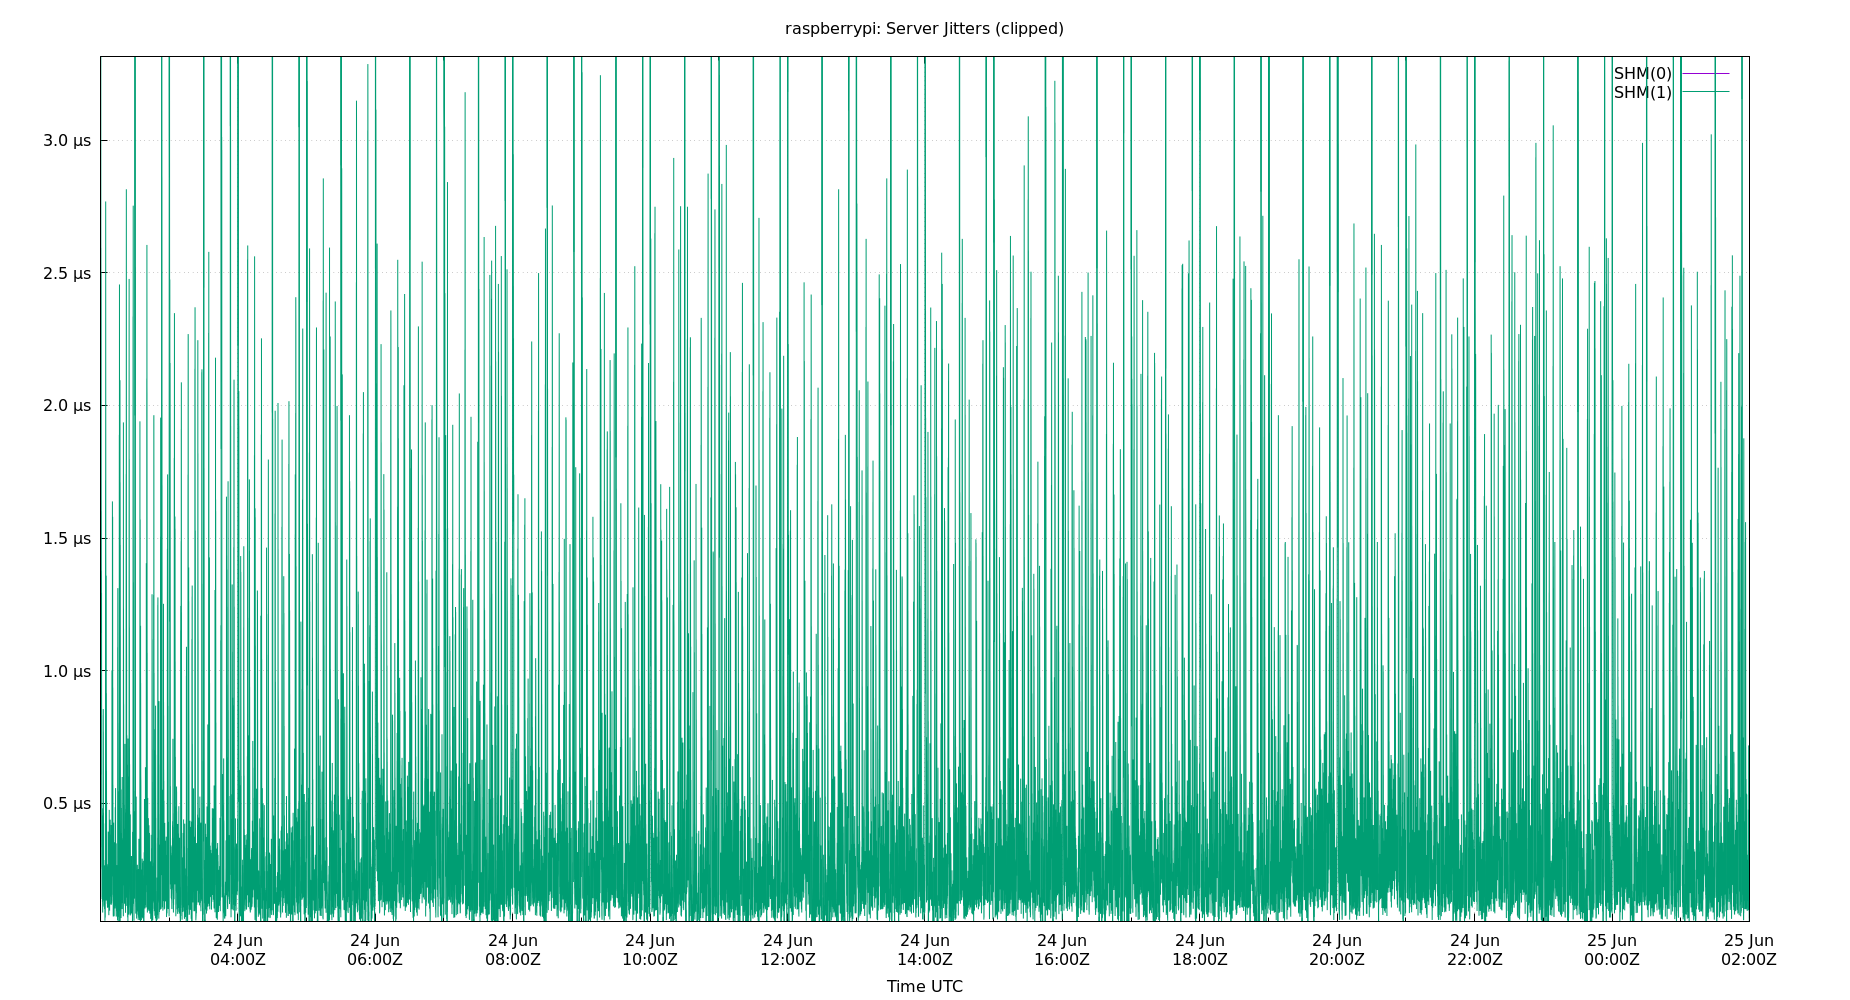 raspberrypi: Server Jitters (clipped)
SHM(0)
SHM(1)
3.0 µs
2.5 µs
2.0 µs
1.5 µs
1.0 µs
0.5 µs
24 Jun 24 Jun 24 Jun 24 Jun 24 Jun 24 Jun 24 Jun 24 Jun 24 Jun 24 Jun 25 Jun 25 Jun
04:00Z 06:00Z 08:00Z 10:00Z 12:00Z 14:00Z 16:00Z 18:00Z 20:00Z 22:00Z 00:00Z 02:00Z
Time UTC